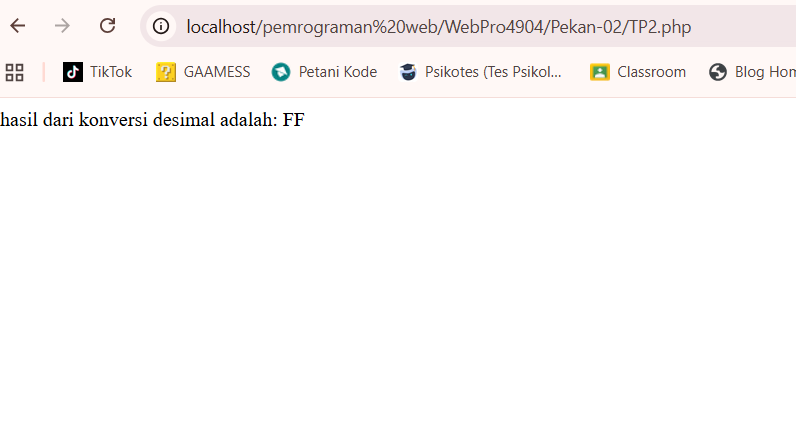 localhost/pemrograman%20web/WebPro4904/Pekan-02/TP2.php
TikTok GAAMESS Petani Kode Psikotes (Tes Psikol... Classroom Blog Hom
hasil dari konversi desimal adalah: FF